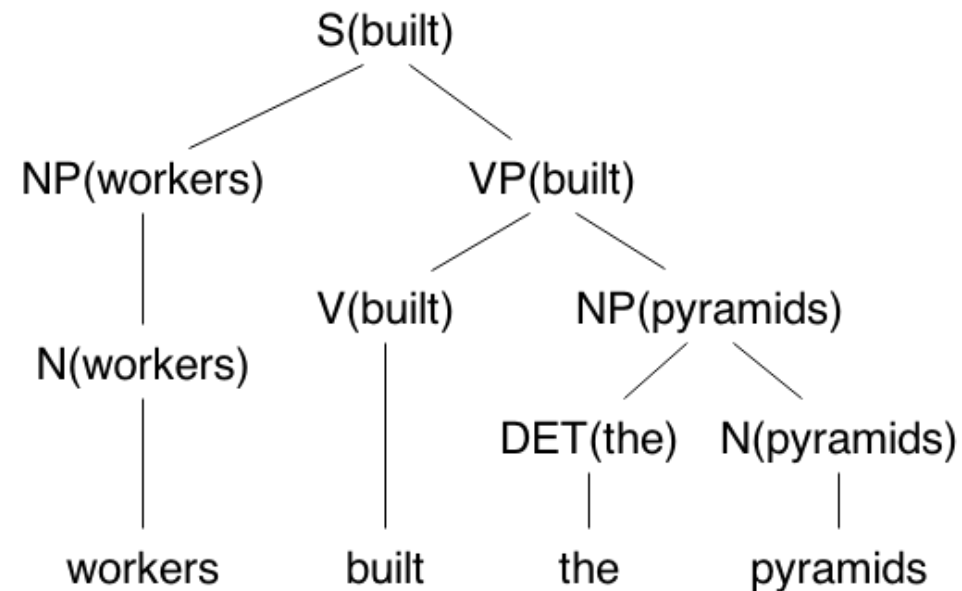 S(built)
NP(workers) VP(built)
V(built) NP(pyramids)
N(workers)
DET(the) N(pyramids)
workers built the pyramids